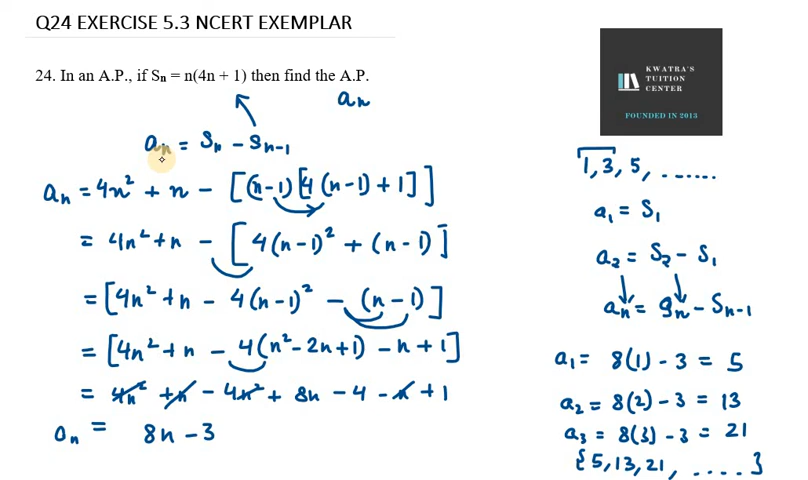 Q24 EXERCISE 5.3 NCERT EXEMPLAR
KWATRA'S
TUITION
CENTER
FOUNDED IN 2013
24. In an A.P., if Sₙ = n(4n + 1) then find the A.P.
aₙ
aₙ = Sₙ − Sₙ₋₁
aₙ = 4n² + n − [(n−1)[4(n−1)+1]]
= 4n²+n − [4(n−1)² + (n−1)]
= [4n²+n − 4(n−1)² − (n−1)]
= [4n²+n − 4(n²−2n+1) − n+1]
= 4n² + n − 4n² + 8n − 4 − n + 1
aₙ = 8n − 3
1, 3, 5, .......
a₁ = S₁
a₂ = S₂ − S₁
aₙ = Sₙ − Sₙ₋₁
a₁ = 8(1) − 3 = 5
a₂ = 8(2) − 3 = 13
a₃ = 8(3) − 3 = 21
{5, 13, 21, ....}